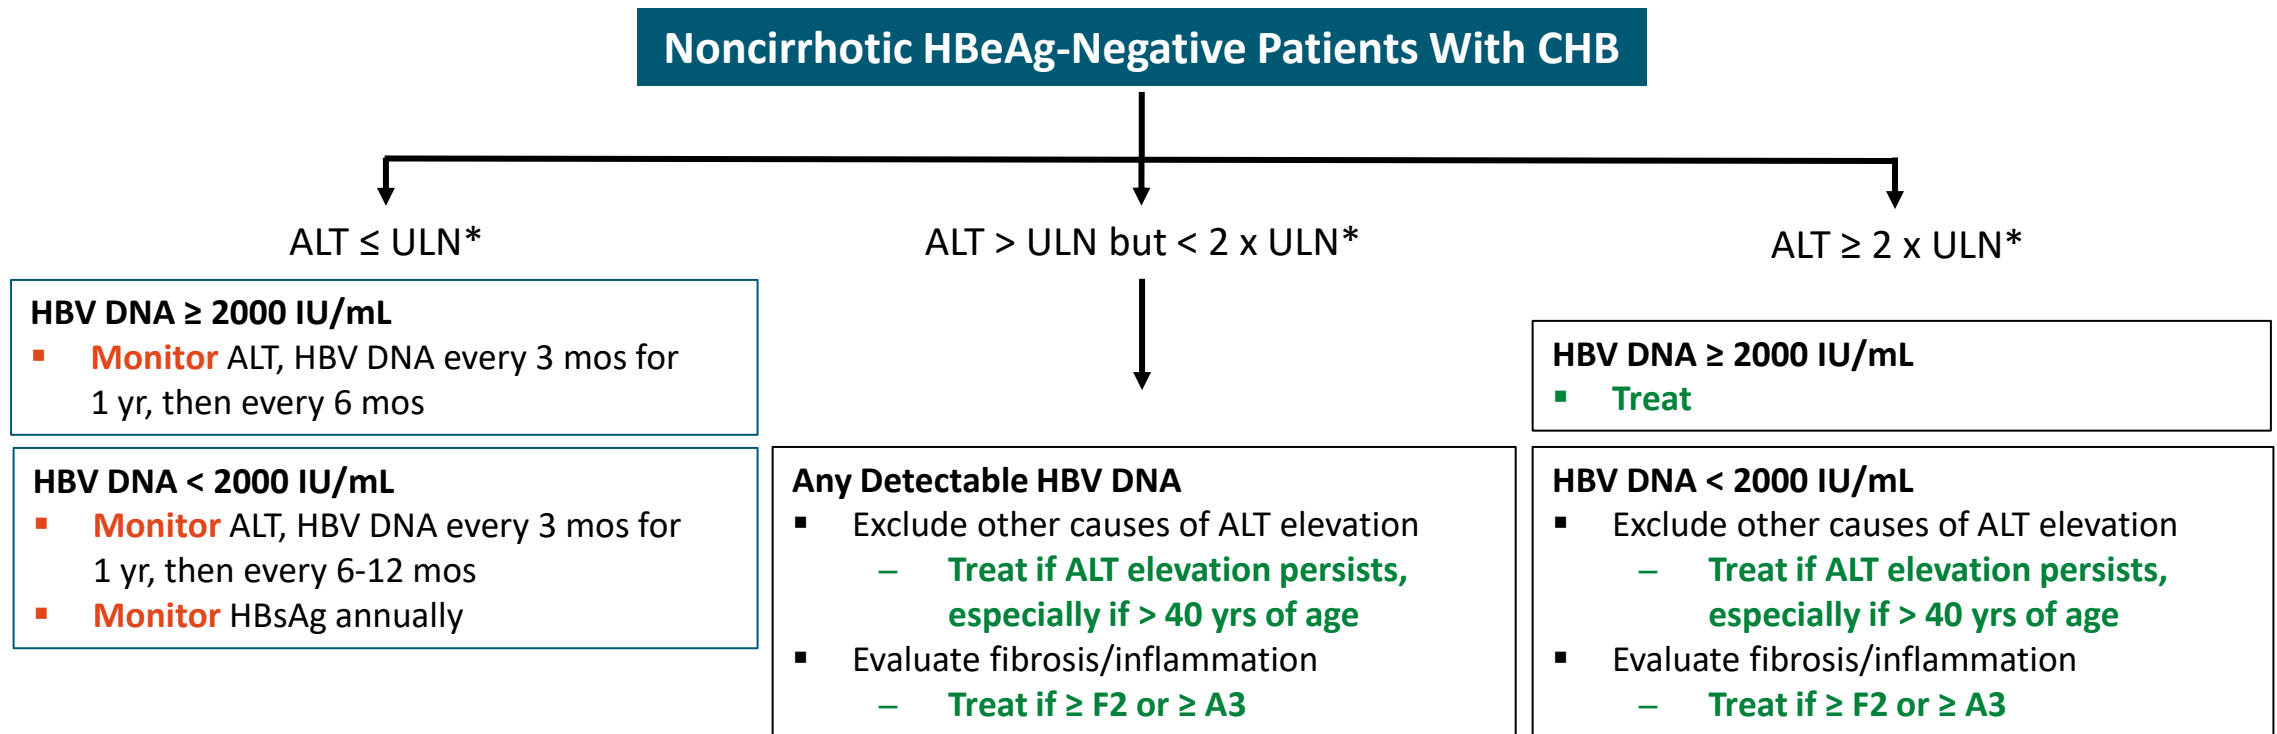 Noncirrhotic HBeAg-Negative Patients With CHB
ALT ≤ ULN*
HBV DNA ≥ 2000 IU/mL
▪ Monitor ALT, HBV DNA every 3 mos for
1 yr, then every 6 mos
HBV DNA < 2000 IU/mL
▪ Monitor ALT, HBV DNA every 3 mos for
1 yr, then every 6-12 mos
▪ Monitor HBsAg annually
ALT > ULN but < 2 x ULN*
Any Detectable HBV DNA
▪ Exclude other causes of ALT elevation
– Treat if ALT elevation persists,
especially if > 40 yrs of age
▪ Evaluate fibrosis/inflammation
– Treat if ≥ F2 or ≥ A3
ALT ≥ 2 x ULN*
HBV DNA ≥ 2000 IU/mL
▪ Treat
HBV DNA < 2000 IU/mL
▪ Exclude other causes of ALT elevation
– Treat if ALT elevation persists,
especially if > 40 yrs of age
▪ Evaluate fibrosis/inflammation
– Treat if ≥ F2 or ≥ A3